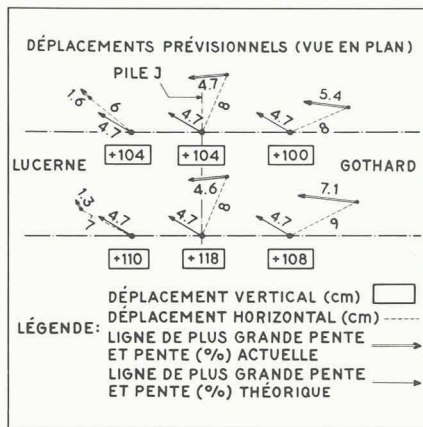 DÉPLACEMENTS PRÉVISIONNELS (VUE EN PLAN)
PILE J
1.6 6 4.7 4.7 4.7 8 5.4 4.7 8
+104 +104 +100
LUCERNE GOTHARD
1.3 7 4.7 4.6 4.7 8 7.1 4.7 9
+110 +118 +108
DÉPLACEMENT VERTICAL (cm)
DÉPLACEMENT HORIZONTAL (cm)
LÉGENDE:
LIGNE DE PLUS GRANDE PENTE
ET PENTE (%) ACTUELLE
LIGNE DE PLUS GRANDE PENTE
ET PENTE (%) THÉORIQUE